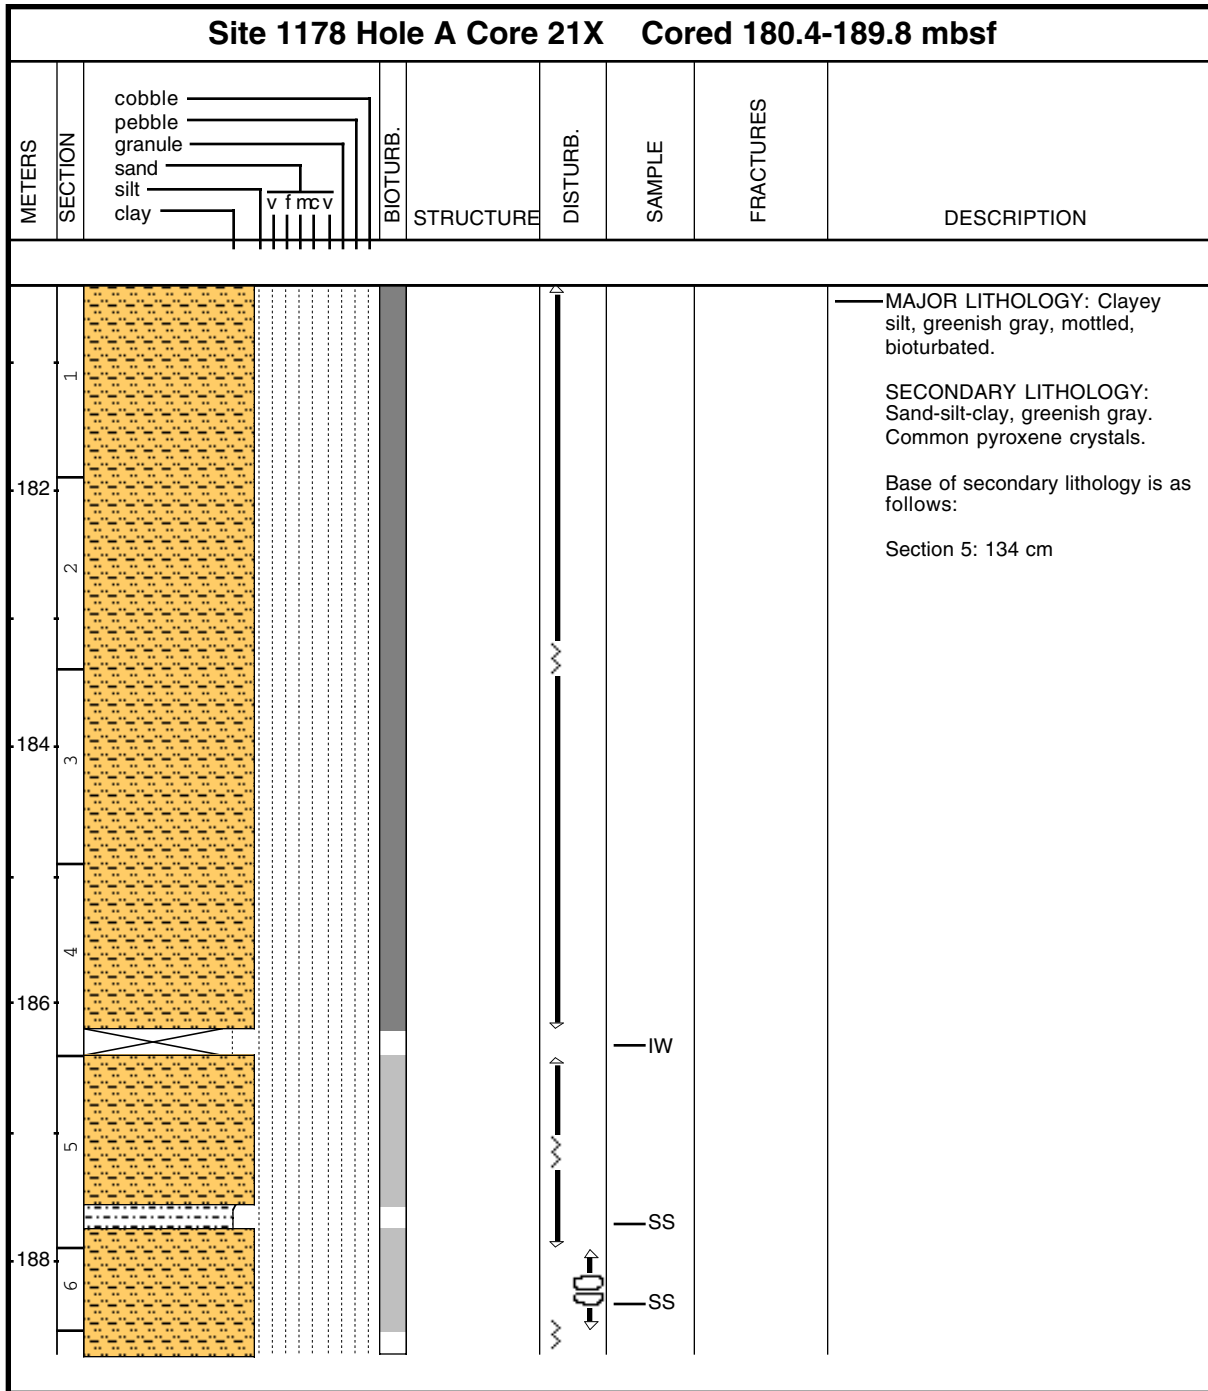 Site 1178 Hole A Core 21X Cored 180.4-189.8 mbsf
METERS
SECTION
cobble
pebble
granule
sand
silt
clay
v f m c v
BIOTURB.
STRUCTURE
DISTURB.
SAMPLE
FRACTURES
DESCRIPTION
MAJOR LITHOLOGY: Clayey
silt, greenish gray, mottled,
bioturbated.
SECONDARY LITHOLOGY:
Sand-silt-clay, greenish gray.
Common pyroxene crystals.
Base of secondary lithology is as
follows:
Section 5: 134 cm
1
182
2
184
3
4
186
IW
5
SS
188
6
SS